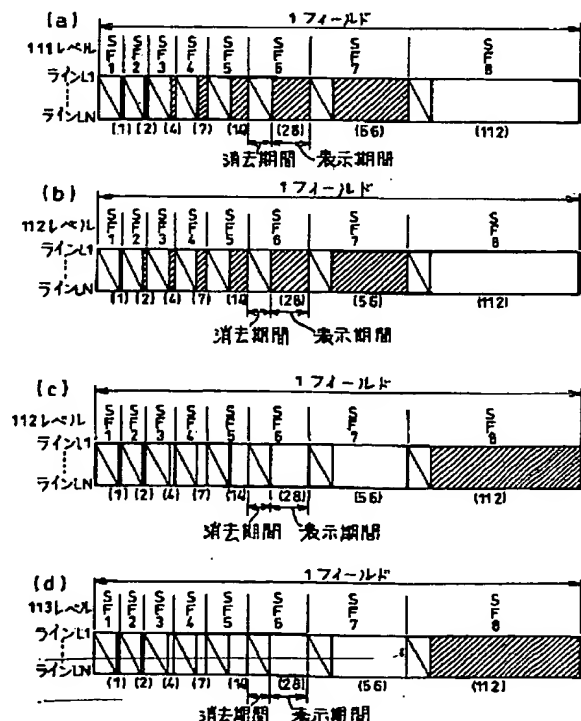 (a)
1フィールド
111レベル SF1 SF2 SF3 SF4 SF5 SF6 SF7 SF8
ラインL1
ラインLN
(1) (2) (4) (7) (14) (28) (56) (112)
消去期間 表示期間
(b)
1フィールド
112レベル SF1 SF2 SF3 SF4 SF5 SF6 SF7 SF8
ラインL1
ラインLN
(1) (2) (4) (7) (14) (28) (56) (112)
消去期間 表示期間
(c)
1フィールド
112レベル SF1 SF2 SF3 SF4 SF5 SF6 SF7 SF8
ラインL1
ラインLN
(1) (2) (4) (7) (14) (28) (56) (112)
消去期間 表示期間
(d)
1フィールド
113レベル SF1 SF2 SF3 SF4 SF5 SF6 SF7 SF8
ラインL1
ラインLN
(1) (2) (4) (7) (14) (28) (56) (112)
消去期間 表示期間